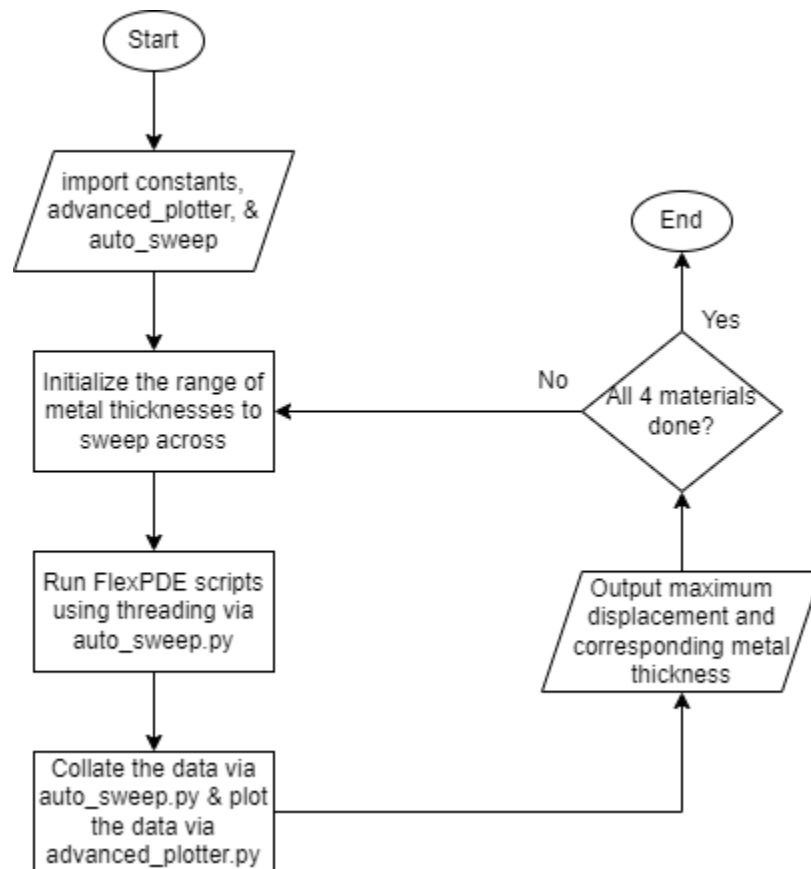 Start
import constants,
advanced_plotter, &
auto_sweep
Initialize the range of
metal thicknesses to
sweep across
Run FlexPDE scripts
using threading via
auto_sweep.py
Collate the data via
auto_sweep.py & plot
the data via
advanced_plotter.py
Output maximum
displacement and
corresponding metal
thickness
All 4 materials
done?
No
Yes
End